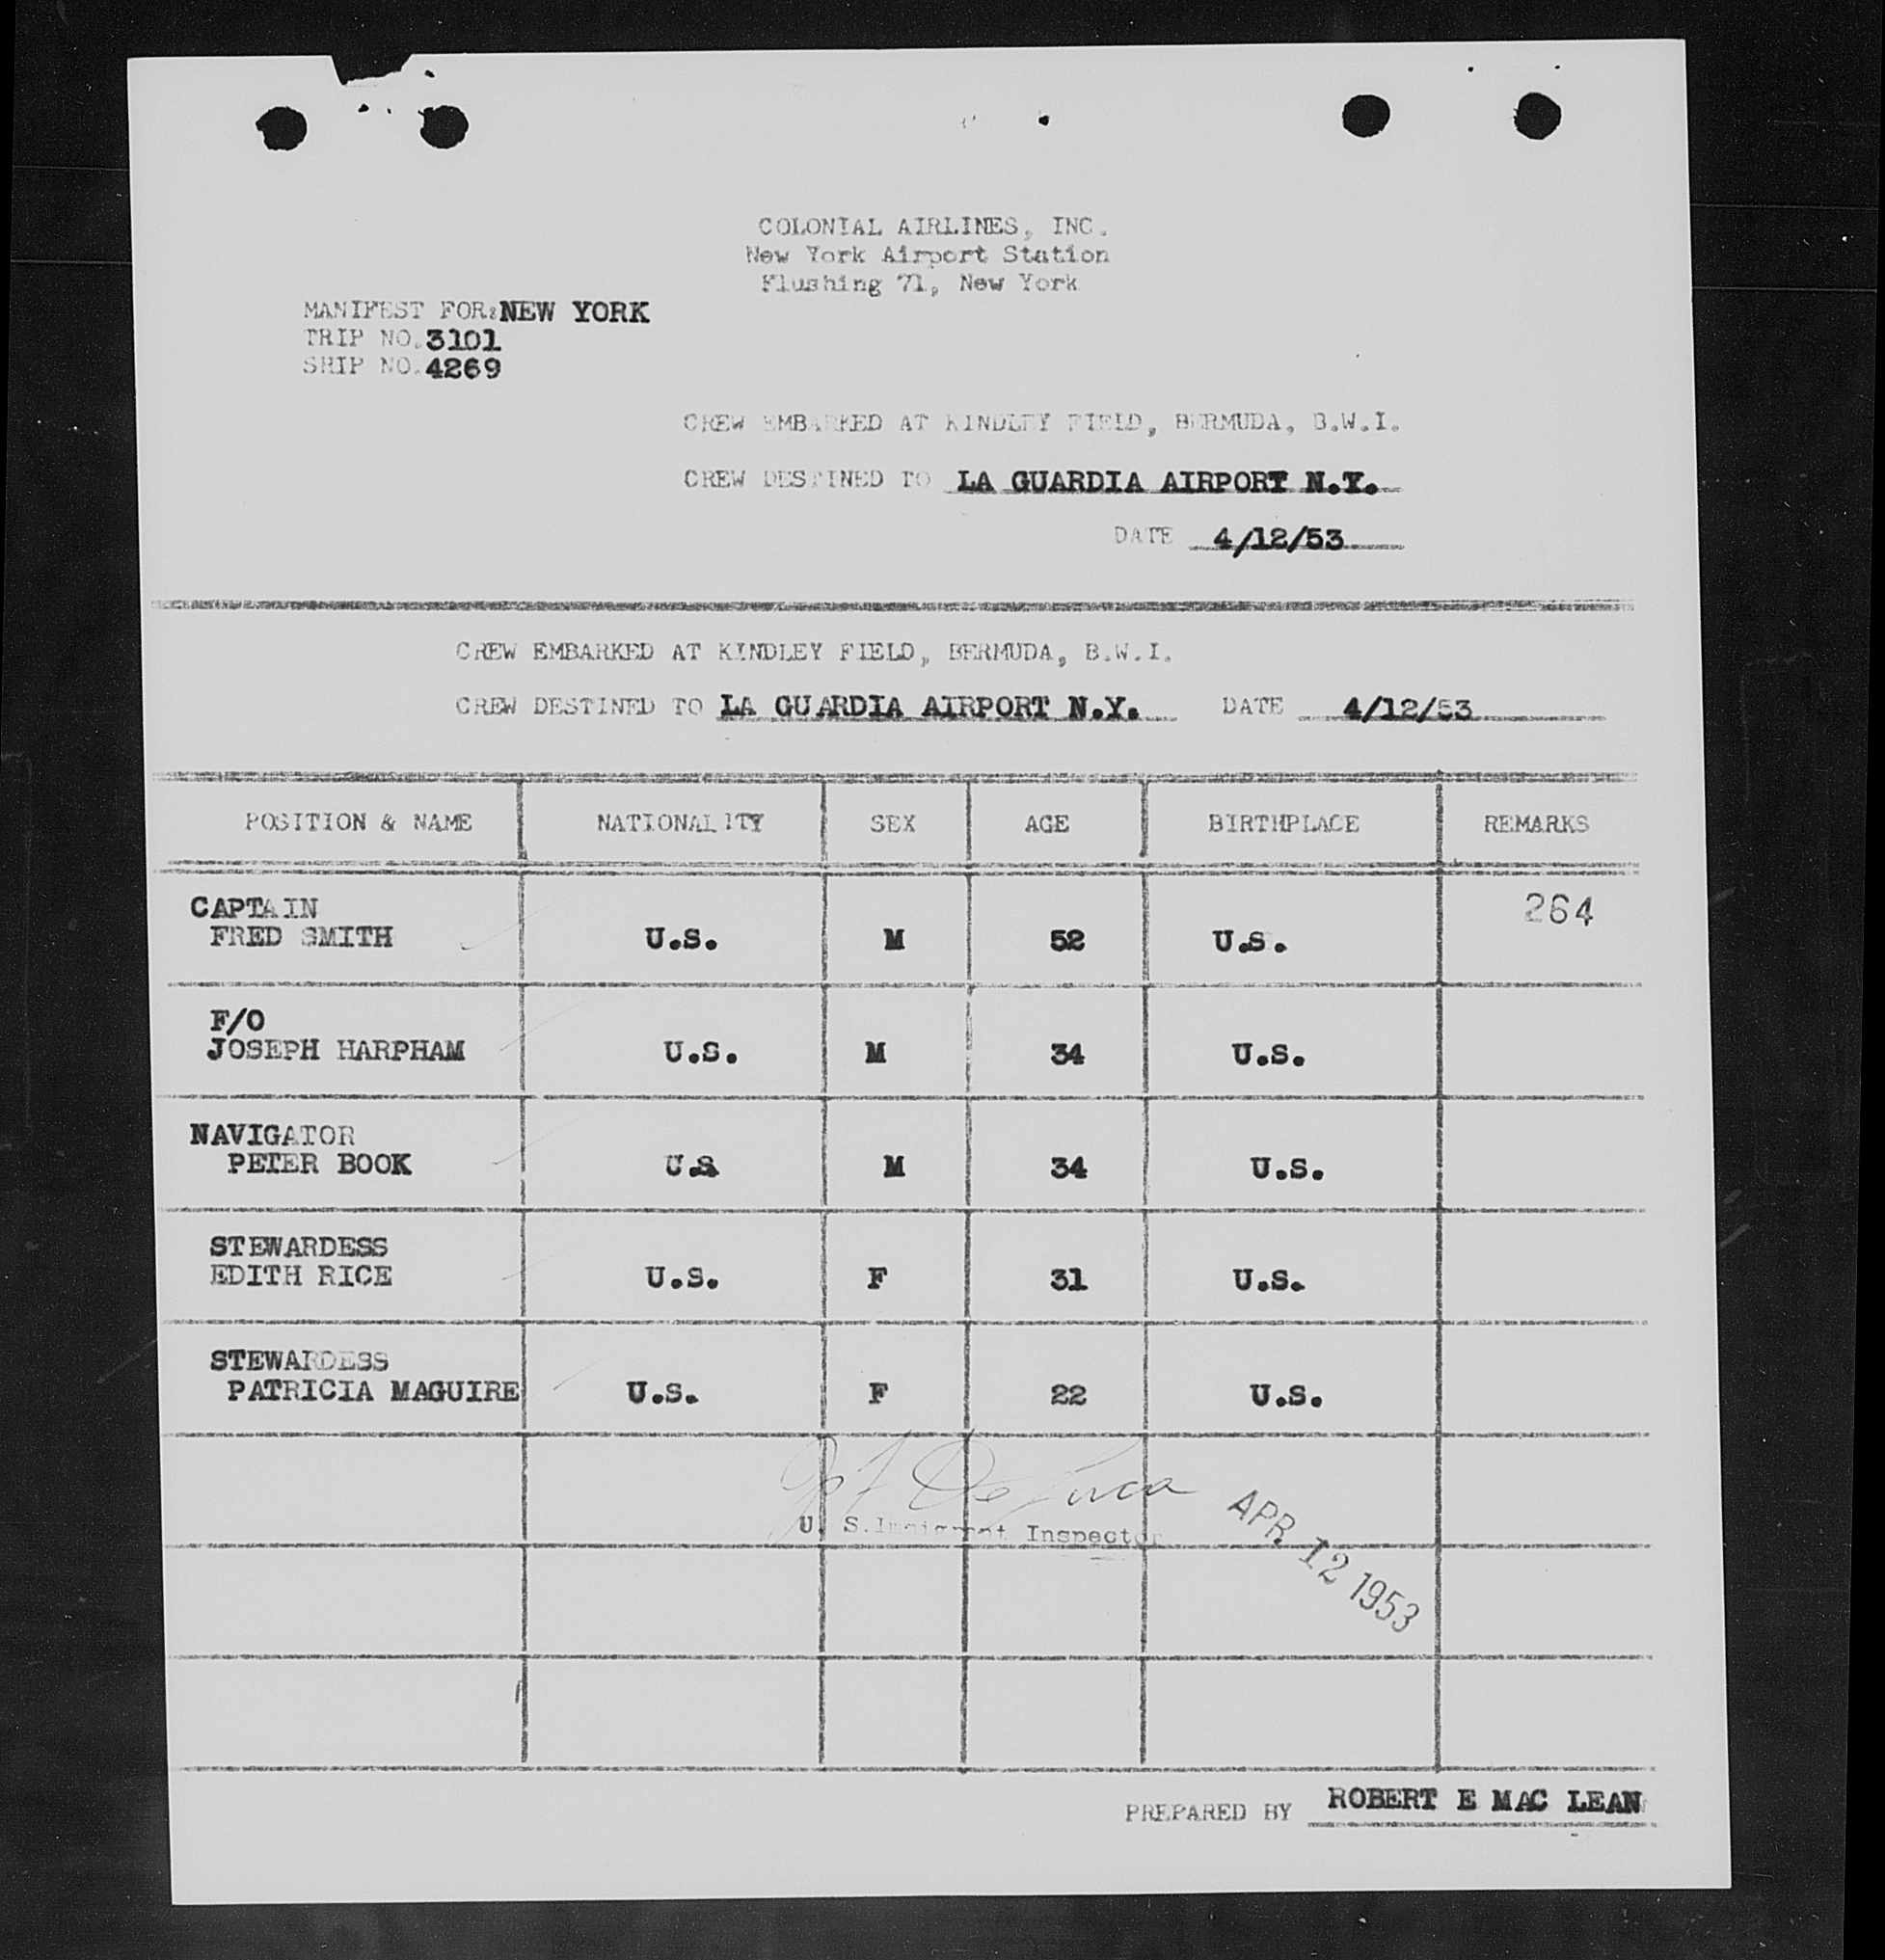 COLONIAL AIRLINES, INC.
New York Airport Station
Flushing 71, New York
MANIFEST FOR: NEW YORK
TRIP NO. 3101
SHIP NO. 4269
CREW EMBARKED AT KINDLEY FIELD, BERMUDA, B.W.I.
CREW DESTINED TO LA GUARDIA AIRPORT N.Y.
DATE 4/12/53
CREW EMBARKED AT KINDLEY FIELD, BERMUDA, B.W.I.
CREW DESTINED TO LA GUARDIA AIRPORT N.Y. DATE 4/12/53
POSITION & NAME NATIONALITY SEX AGE BIRTHPLACE REMARKS
264
CAPTAIN
FRED SMITH U.S. M 52 U.S.
F/O
JOSEPH HARPHAM U.S. M 34 U.S.
NAVIGATOR
PETER BOOK U.S M 34 U.S.
STEWARDESS
EDITH RICE U.S. F 31 U.S.
STEWARDESS
PATRICIA MAGUIRE U.S. F 22 U.S.
U. S. Immigrant Inspector
APR 12 1953
PREPARED BY ROBERT E MAC LEAN